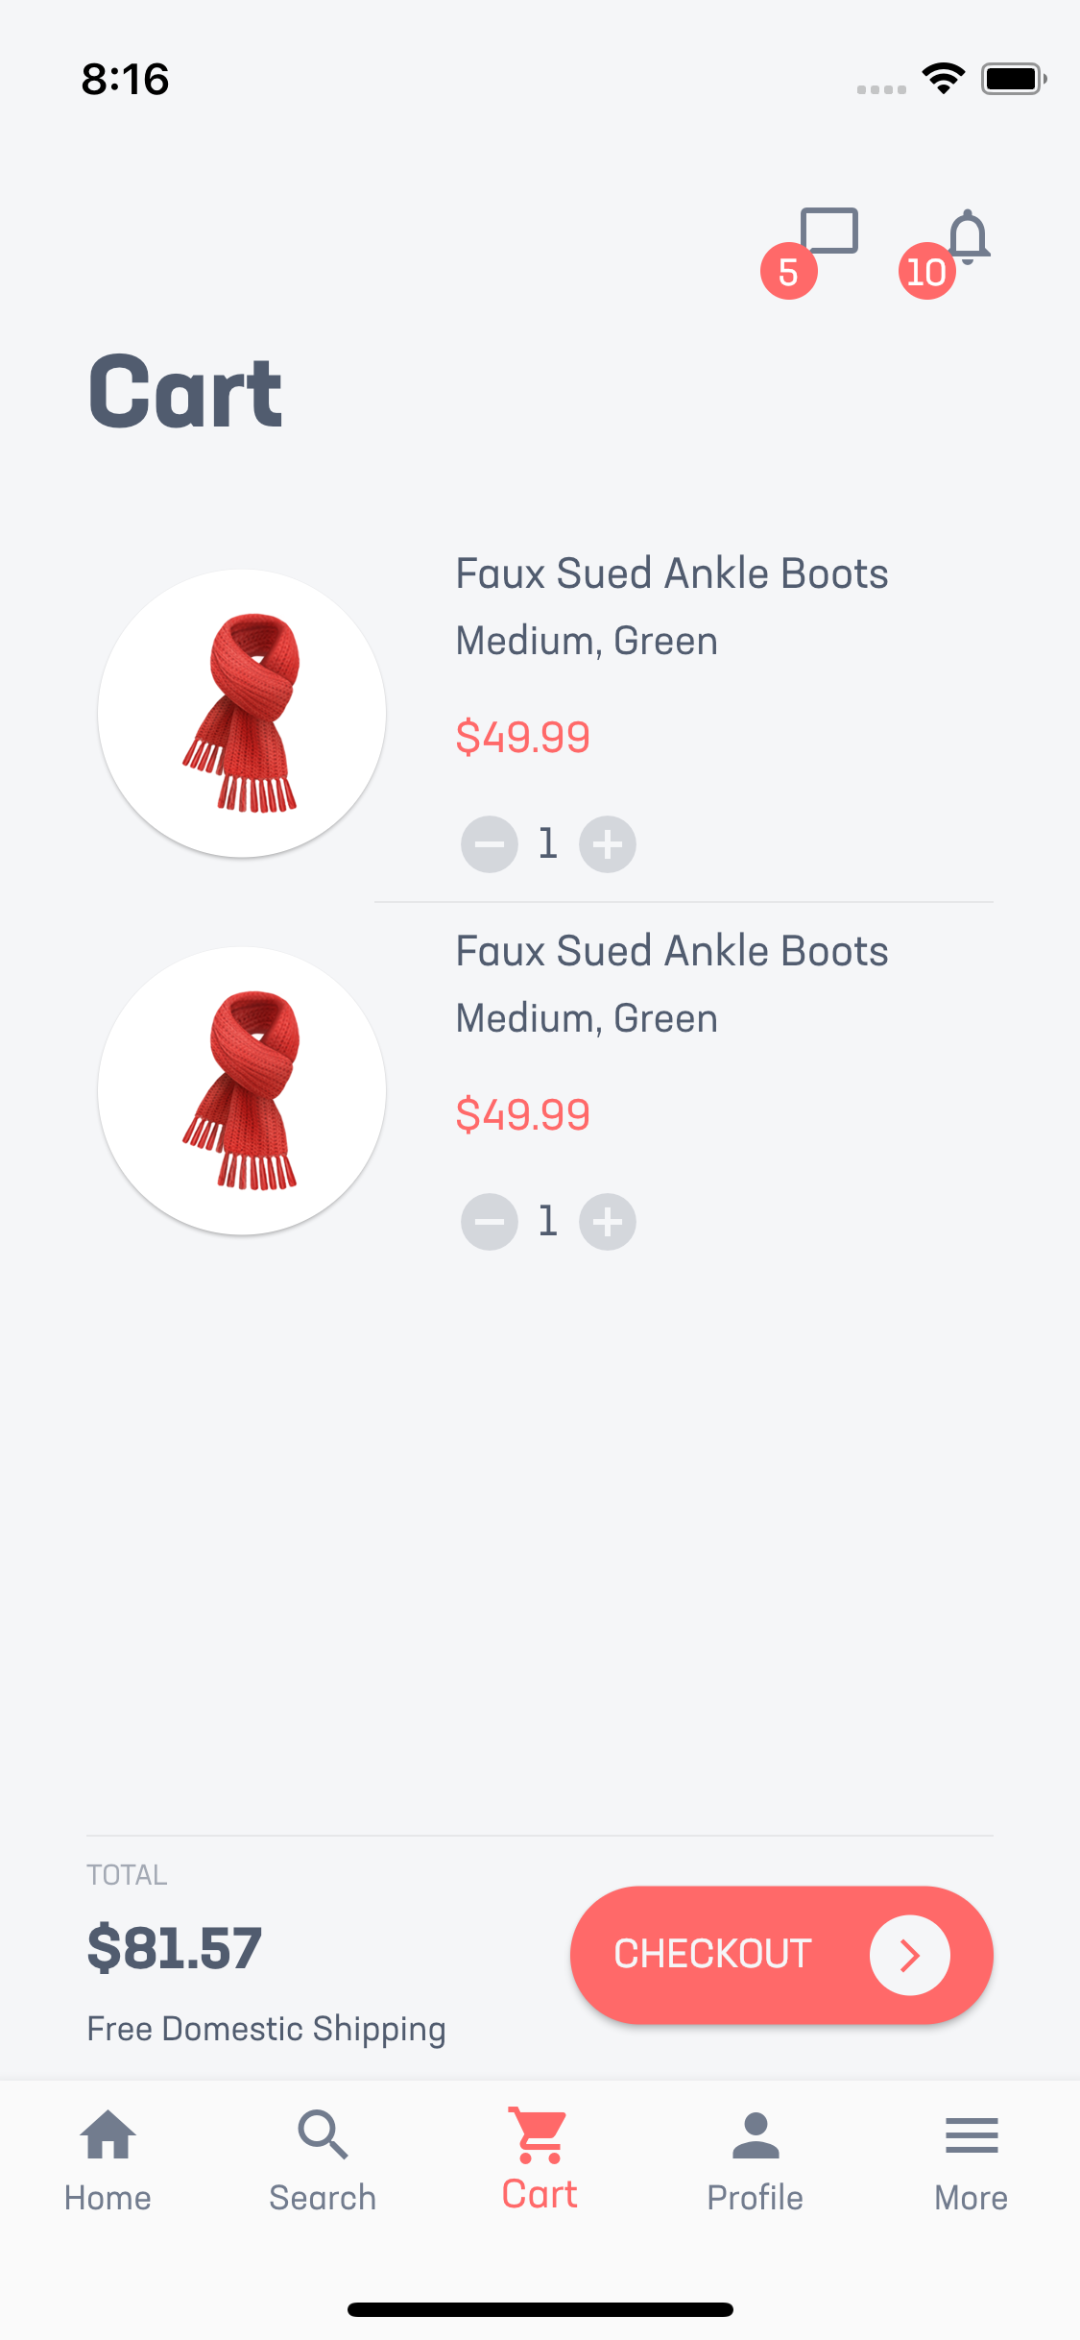 8:16
5
10
Cart
Faux Sued Ankle Boots
Medium, Green
$49.99
1
Faux Sued Ankle Boots
Medium, Green
$49.99
1
TOTAL
$81.57
CHECKOUT
Free Domestic Shipping
Home
Search
Cart
Profile
More